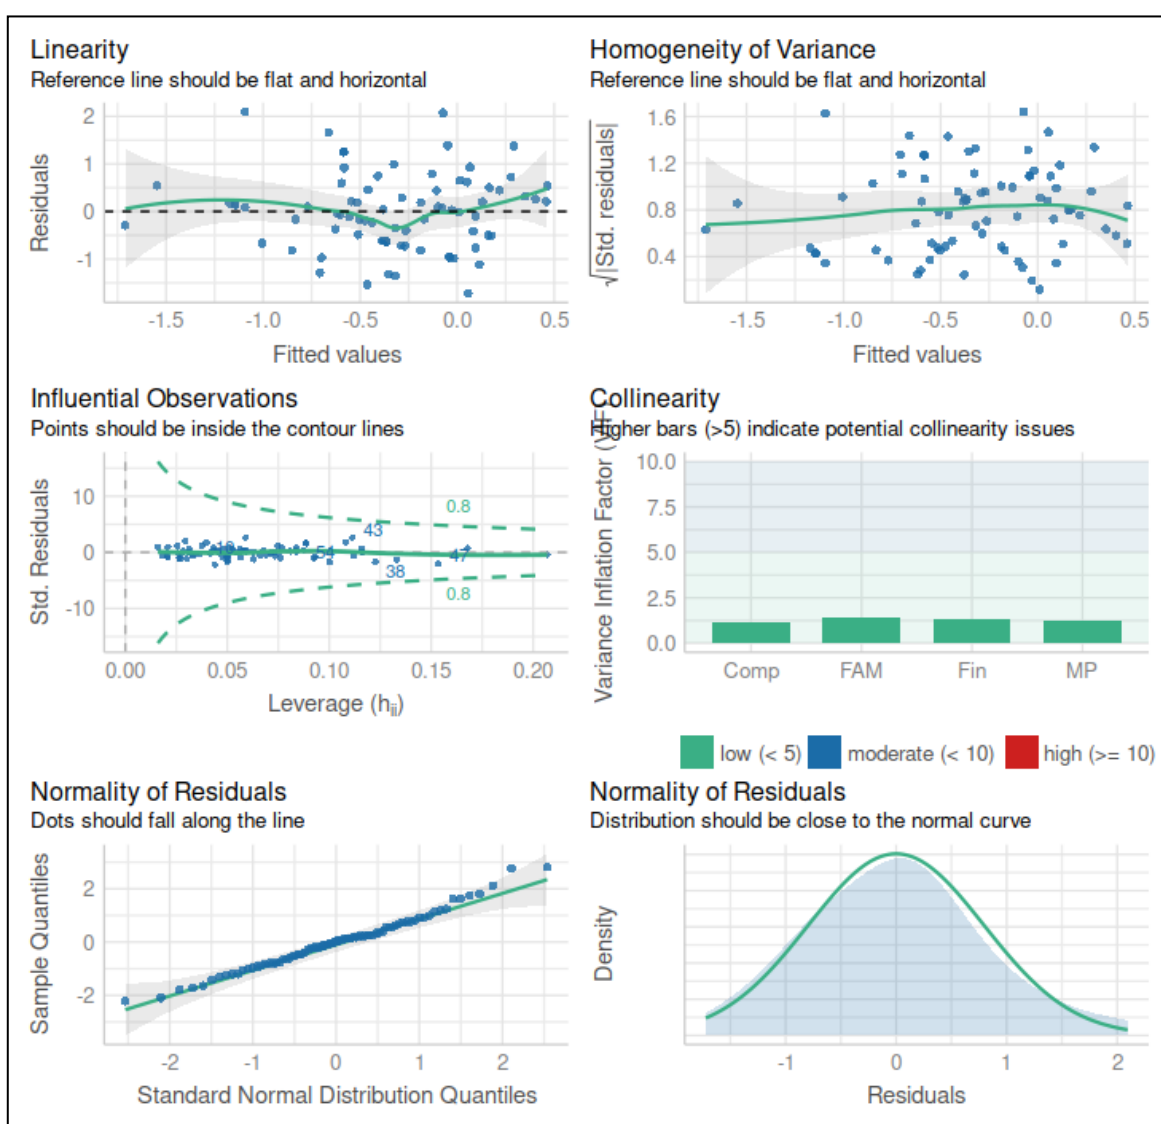 Linearity
Reference line should be flat and horizontal
Residuals
2
1
0
-1
-1.5 -1.0 -0.5 0.0 0.5
Fitted values
Homogeneity of Variance
Reference line should be flat and horizontal
√|Std. residuals|
1.6
1.2
0.8
0.4
-1.5 -1.0 -0.5 0.0 0.5
Fitted values
Influential Observations
Points should be inside the contour lines
Std. Residuals
10
0
-10
0.8
43
54
47
38
0.8
0.00 0.05 0.10 0.15 0.20
Leverage (hii)
Collinearity
Higher bars (>5) indicate potential collinearity issues
Variance Inflation Factor (VIF)
10.0
7.5
5.0
2.5
0.0
Comp FAM Fin MP
low (< 5) moderate (< 10) high (>= 10)
Normality of Residuals
Dots should fall along the line
Sample Quantiles
2
0
-2
-2 -1 0 1 2
Standard Normal Distribution Quantiles
Normality of Residuals
Distribution should be close to the normal curve
Density
-1 0 1 2
Residuals